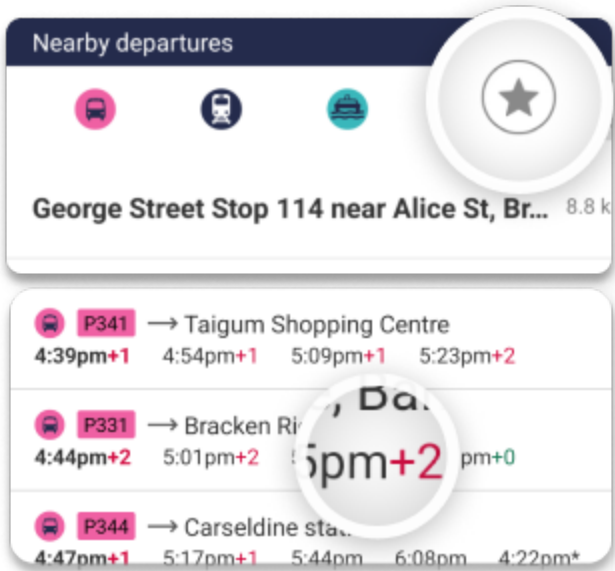 Nearby departures
George Street Stop 114 near Alice St, Br... 8.8 k
P341 → Taigum Shopping Centre
4:39pm+1 4:54pm+1 5:09pm+1 5:23pm+2
P331 → Bracken
4:44pm+2 5:01pm+2 5pm+2 pm+0
P344 → Carseldine
4:47pm+1 5:17pm+1 5:44pm 6:08pm 4:22pm*